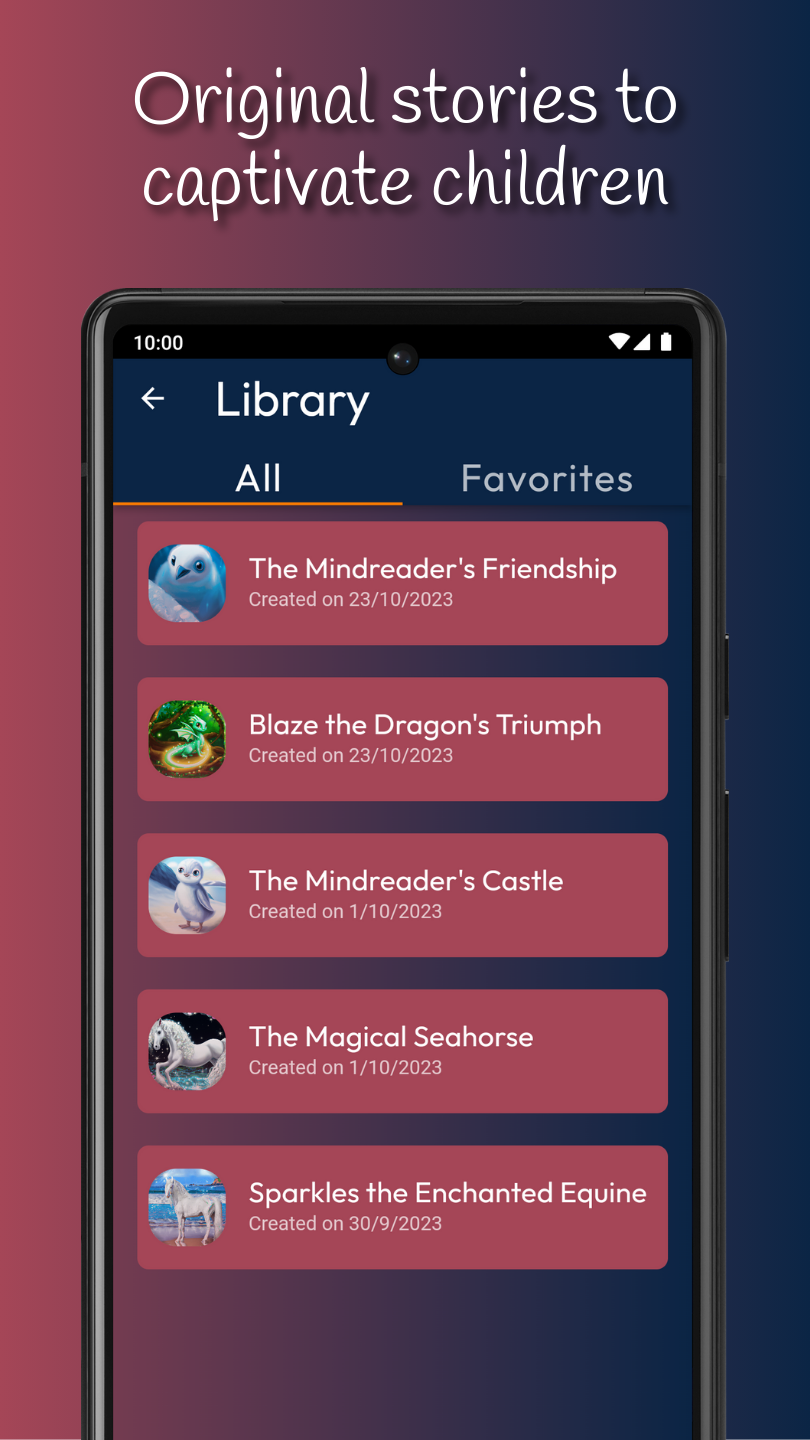 Original stories to
captivate children
10:00
Library
All
Favorites
The Mindreader's Friendship
Created on 23/10/2023
Blaze the Dragon's Triumph
Created on 23/10/2023
The Mindreader's Castle
Created on 1/10/2023
The Magical Seahorse
Created on 1/10/2023
Sparkles the Enchanted Equine
Created on 30/9/2023